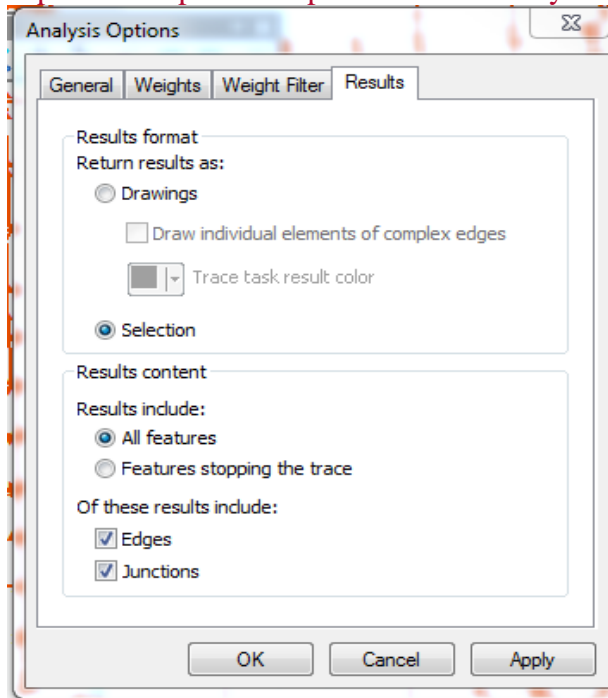 Analysis Options
General Weights Weight Filter Results
Results format
Return results as:
Drawings
Draw individual elements of complex edges
Trace task result color
Selection
Results content
Results include:
All features
Features stopping the trace
Of these results include:
Edges
Junctions
OK Cancel Apply